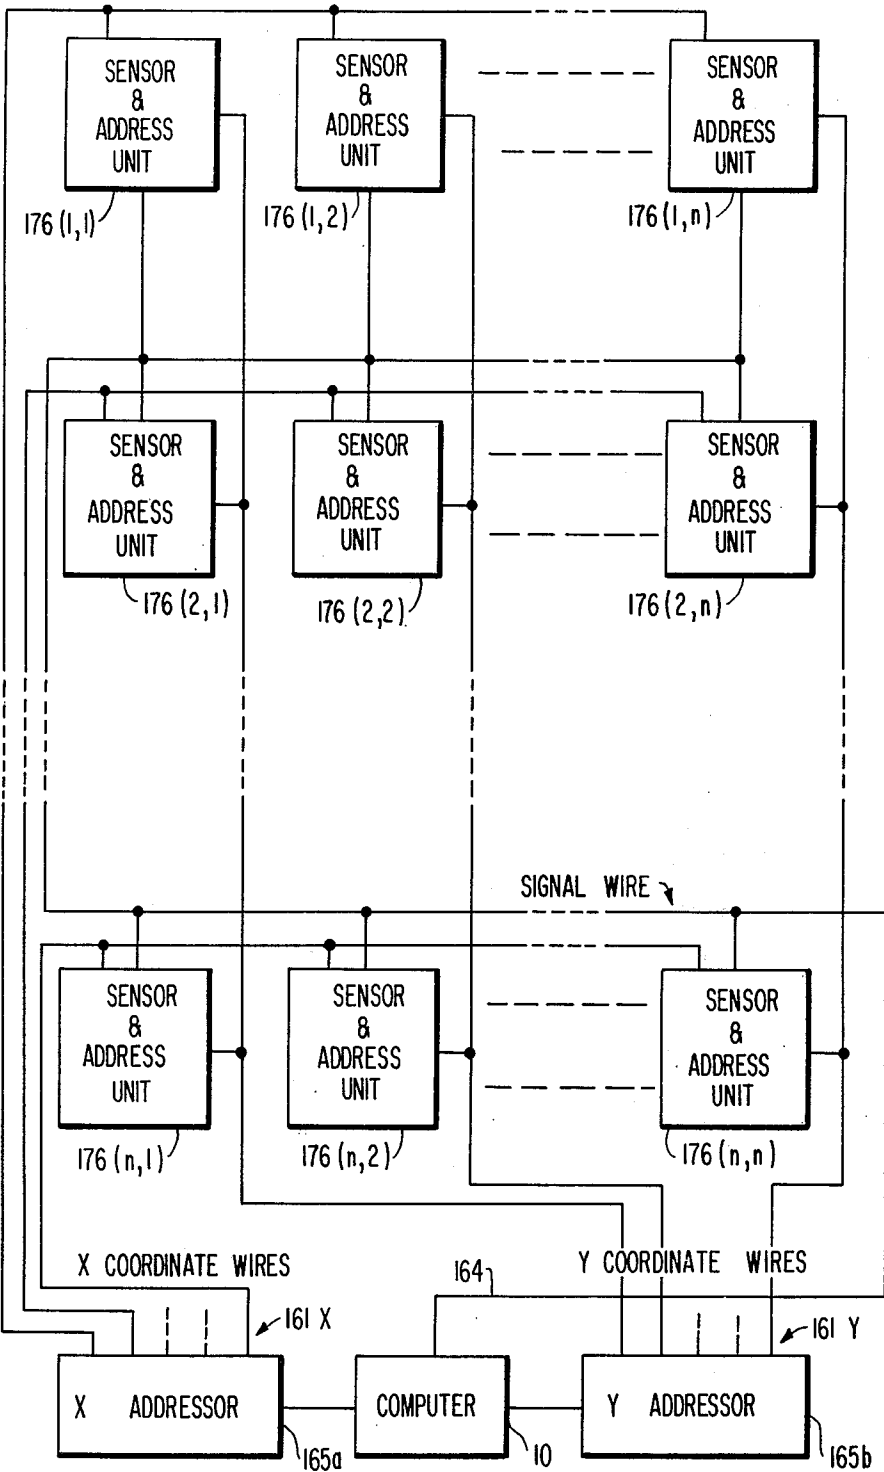 SENSOR
&
ADDRESS
UNIT
SENSOR
&
ADDRESS
UNIT
SENSOR
&
ADDRESS
UNIT
176 (1,1)
176 (1,2)
176 (1,n)
SENSOR
&
ADDRESS
UNIT
SENSOR
&
ADDRESS
UNIT
SENSOR
&
ADDRESS
UNIT
176 (2,1)
176 (2,2)
176 (2,n)
SIGNAL WIRE
SENSOR
&
ADDRESS
UNIT
SENSOR
&
ADDRESS
UNIT
SENSOR
&
ADDRESS
UNIT
176 (n,1)
176 (n,2)
176 (n,n)
X COORDINATE WIRES
164
Y COORDINATE WIRES
161 X
161 Y
X ADDRESSOR
COMPUTER
Y ADDRESSOR
165a
10
165b